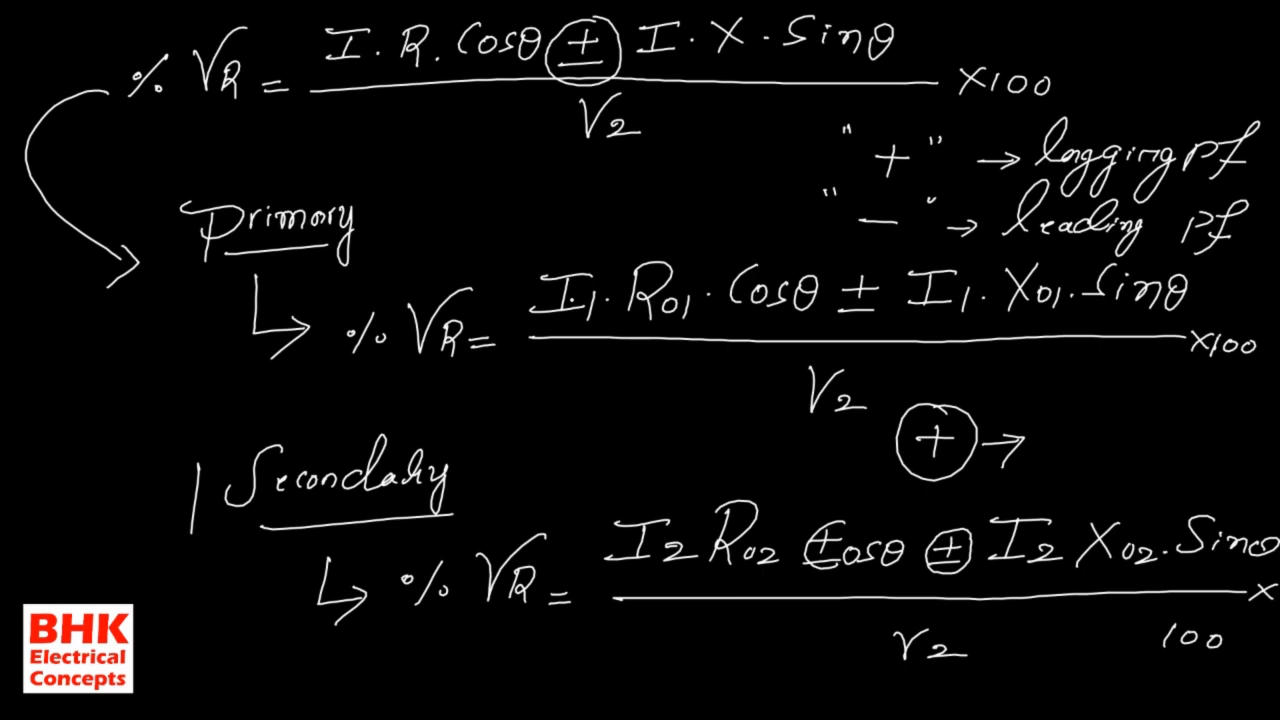 % VR = I.R.Cosθ ± I.X.Sinθ / V2 ×100
"+" → lagging pf
"−" → leading pf
Primary
↳ % VR = I1.R01.Cosθ ± I1.X01.Sinθ / V2 ×100
+ →
Secondary
↳ % VR = I2 R02 Cosθ ± I2 X02.Sinθ / V2 × 100
BHK
Electrical
Concepts